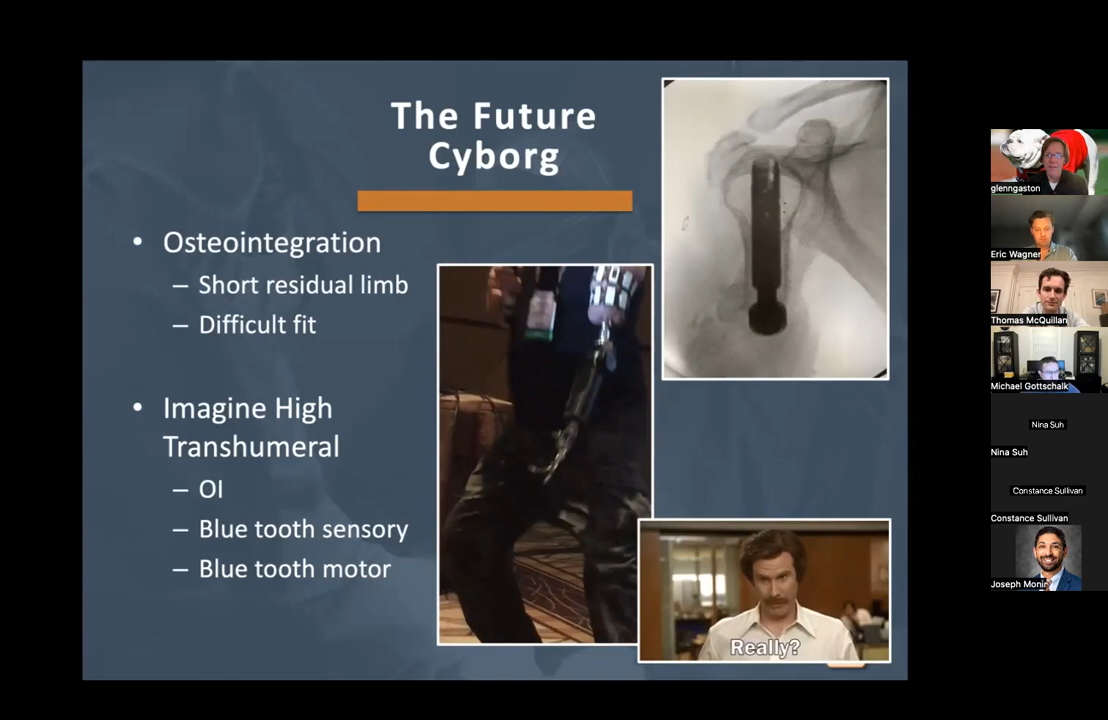 The Future
Cyborg
• Osteointegration
– Short residual limb
– Difficult fit
• Imagine High
Transhumeral
– OI
– Blue tooth sensory
– Blue tooth motor
Really?
glenngaston
Eric Wagner
Thomas McQuillan
Michael Gottschalk
Nina Suh
Nina Suh
Constance Sullivan
Constance Sullivan
Joseph Monir